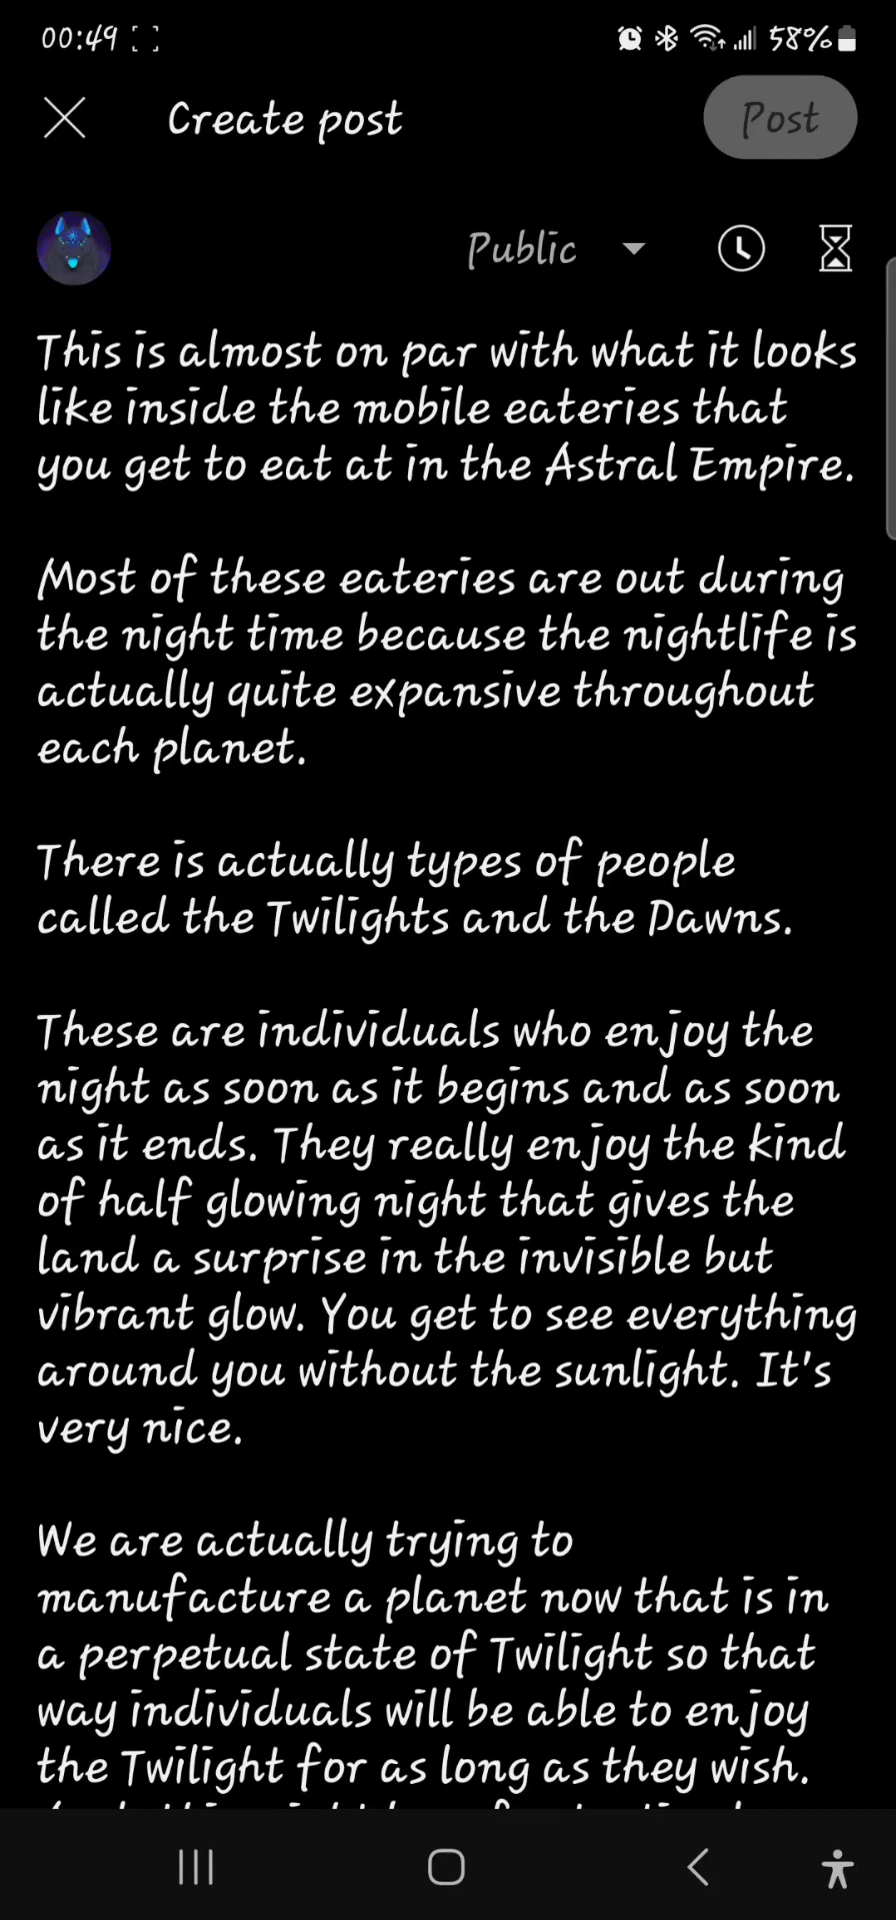 00:49
58%
Create post
Post
Public
This is almost on par with what it looks
like inside the mobile eateries that
you get to eat at in the Astral Empire.
Most of these eateries are out during
the night time because the nightlife is
actually quite expansive throughout
each planet.
There is actually types of people
called the Twilights and the Dawns.
These are individuals who enjoy the
night as soon as it begins and as soon
as it ends. They really enjoy the kind
of half glowing night that gives the
land a surprise in the invisible but
vibrant glow. You get to see everything
around you without the sunlight. It's
very nice.
We are actually trying to
manufacture a planet now that is in
a perpetual state of Twilight so that
way individuals will be able to enjoy
the Twilight for as long as they wish.